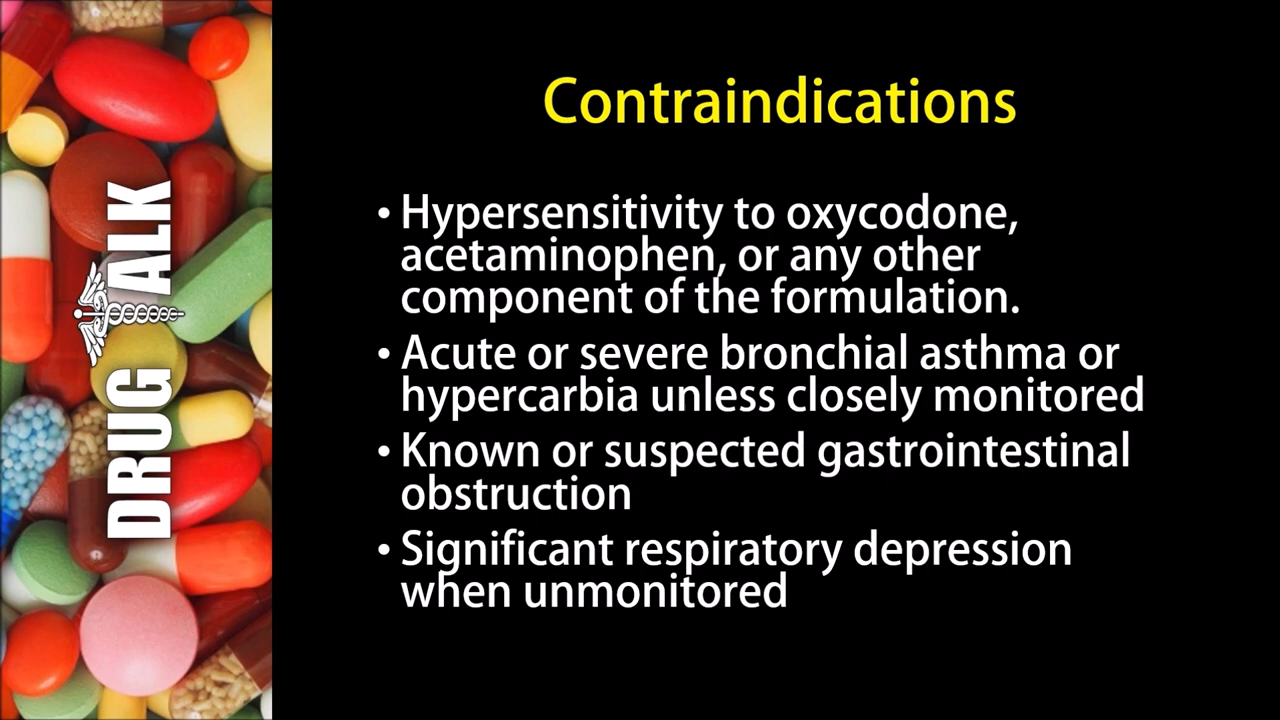 DRUG TALK
Contraindications
• Hypersensitivity to oxycodone,
acetaminophen, or any other
component of the formulation.
• Acute or severe bronchial asthma or
hypercarbia unless closely monitored
• Known or suspected gastrointestinal
obstruction
• Significant respiratory depression
when unmonitored